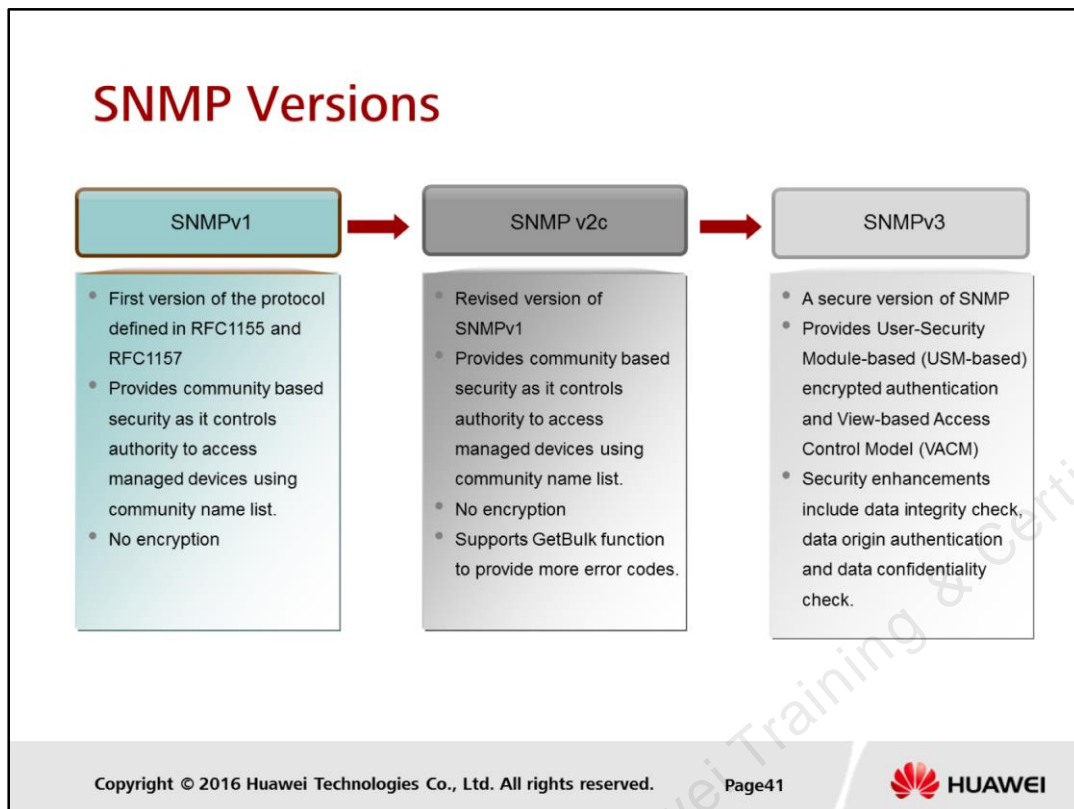 SNMP Versions
SNMPv1
First version of the protocol
defined in RFC1155 and
RFC1157
Provides community based
security as it controls
authority to access
managed devices using
community name list.
No encryption
SNMP v2c
Revised version of
SNMPv1
Provides community based
security as it controls
authority to access
managed devices using
community name list.
No encryption
Supports GetBulk function
to provide more error codes.
SNMPv3
A secure version of SNMP
Provides User-Security
Module-based (USM-based)
encrypted authentication
and View-based Access
Control Model (VACM)
Security enhancements
include data integrity check,
data origin authentication
and data confidentiality
check.
Training & Certi
Copyright © 2016 Huawei Technologies Co., Ltd. All rights reserved.
Page41
HUAWEI